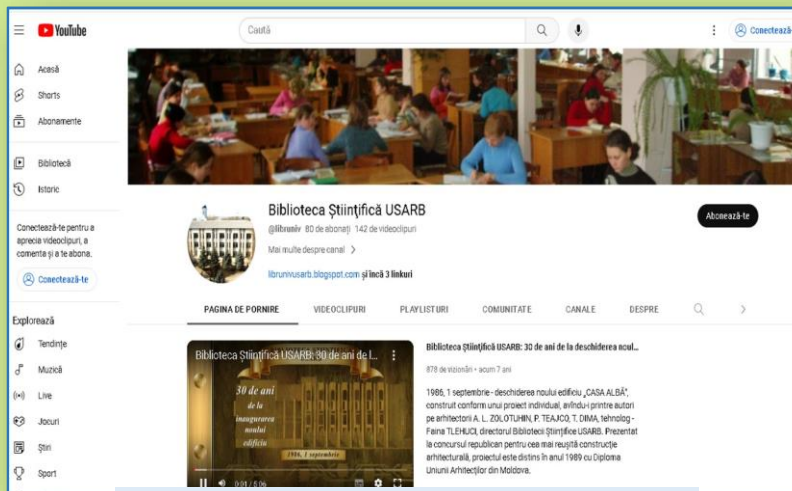 YouTube
Caută
Conectează-
Acasă
Shorts
Abonamente
Bibliotecă
Istoric
Conectează-te pentru a
aprecia videoclipuri, a
comenta și a te abona.
Conectează-te
Explorează
Tendințe
Muzică
Live
Jocuri
Știri
Sport
Biblioteca Științifică USARB
@libruniv 80 de abonați 142 de videoclipuri
Mai multe despre canal
librunivusarb.blogspot.com și încă 3 linkuri
Abonează-te
PAGINA DE PORNIRE VIDEOCLIPURI PLAYLISTURI COMUNITATE CANALE DESPRE
Biblioteca Științifică USARB: 30 de ani de l...
30 de ani
de la
inaugurarea
noului
edificiu
1986, 1 septembrie
0:01 / 5:06
Biblioteca Științifică USARB: 30 de ani de la deschiderea noul...
878 de vizionări • acum 7 ani
1986, 1 septembrie - deschiderea noului edificiu „CASA ALBĂ”,
construit conform unui proiect individual, avîndu-i printre autori
pe arhitectorii A. L. ZOLOTUHIN, P. TEAJCO, T. DIMA, tehnolog -
Faina TLEHUCI, directorul Bibliotecii Științifice USARB. Prezentat
la concursul republican pentru cea mai reușită construcție
arhitecturală, proiectul este distins în anul 1989 cu Diploma
Uniunii Arhitecților din Moldova.